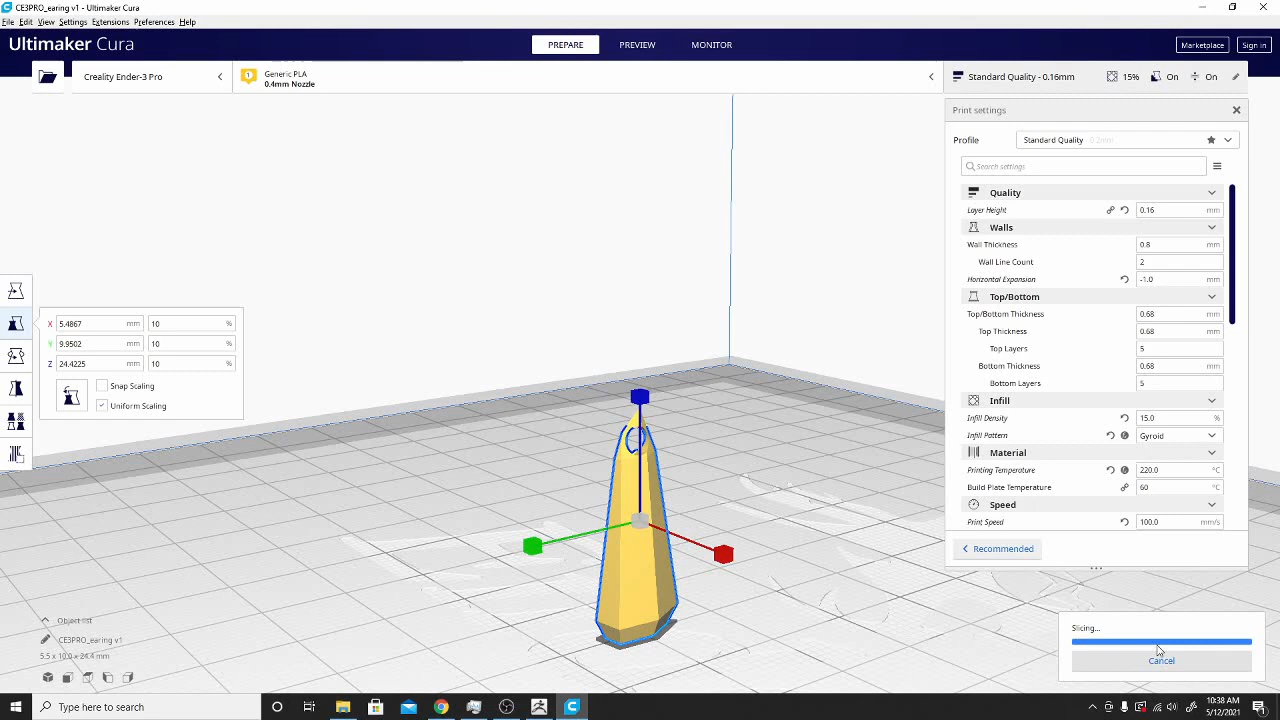 CE3PRO_earing v1 - Ultimaker Cura
File Edit View Settings Extensions Preferences Help
Ultimaker Cura
PREPARE PREVIEW MONITOR
Marketplace Sign in
Creality Ender-3 Pro
1 Generic PLA
0.4mm Nozzle
Standard Quality - 0.16mm 15% On On
Print settings
Profile Standard Quality - 0.2mm
Search settings
Quality
Layer Height 0.16 mm
Walls
Wall Thickness 0.8 mm
Wall Line Count 2
Horizontal Expansion -1.0 mm
Top/Bottom
Top/Bottom Thickness 0.68 mm
Top Thickness 0.68 mm
Top Layers 5
Bottom Thickness 0.68 mm
Bottom Layers 5
Infill
Infill Density 15.0 %
Infill Pattern Gyroid
Material
Printing Temperature 220.0 °C
Build Plate Temperature 60 °C
Speed
Print Speed 100.0 mm/s
Recommended
X 5.4867 mm 10 %
Y 9.9502 mm 10 %
Z 24.4225 mm 10 %
Snap Scaling
Uniform Scaling
Object list
CE3PRO_earing v1
5.5 x 10.0 x 24.4 mm
Slicing...
Cancel
Type here to search
10:38 AM
5/12/2021